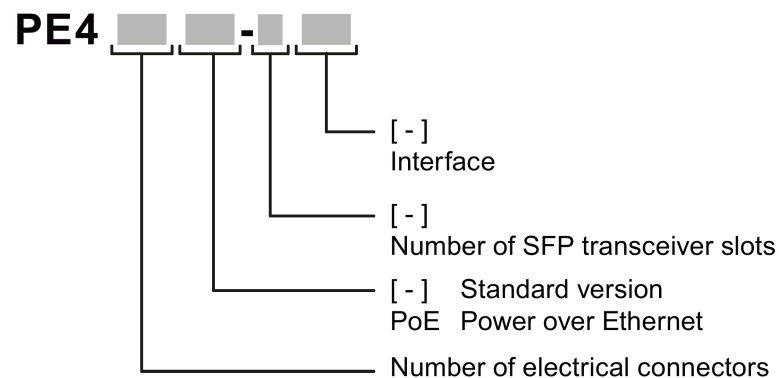 PE4 -
[ - ]
Interface
[ - ]
Number of SFP transceiver slots
[ - ] Standard version
PoE Power over Ethernet
Number of electrical connectors